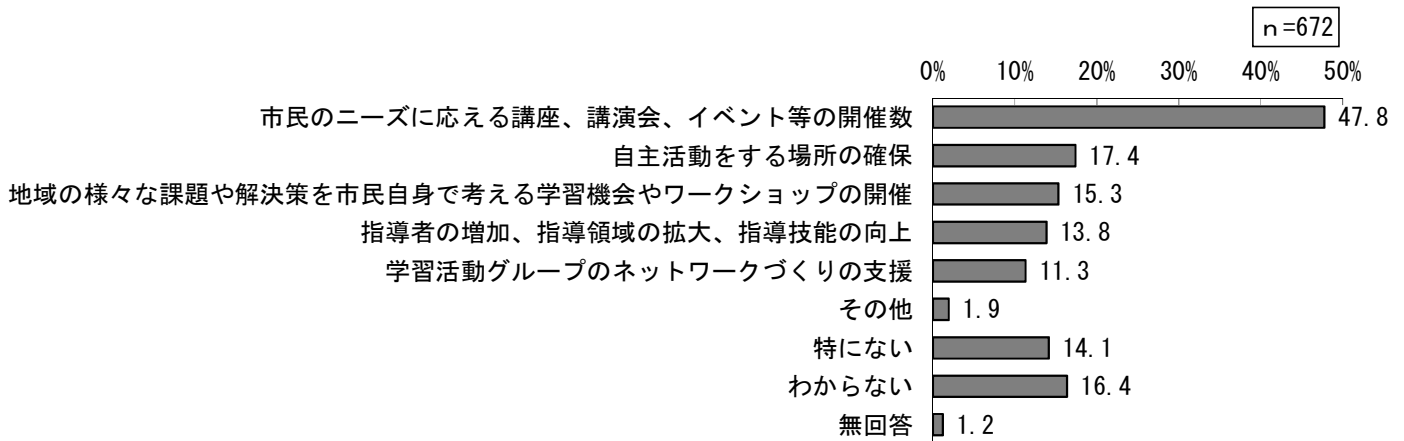 n=672
0% 10% 20% 30% 40% 50%
市民のニーズに応える講座、講演会、イベント等の開催数 47.8
自主活動をする場所の確保 17.4
地域の様々な課題や解決策を市民自身で考える学習機会やワークショップの開催 15.3
指導者の増加、指導領域の拡大、指導技能の向上 13.8
学習活動グループのネットワークづくりの支援 11.3
その他 1.9
特にない 14.1
わからない 16.4
無回答 1.2